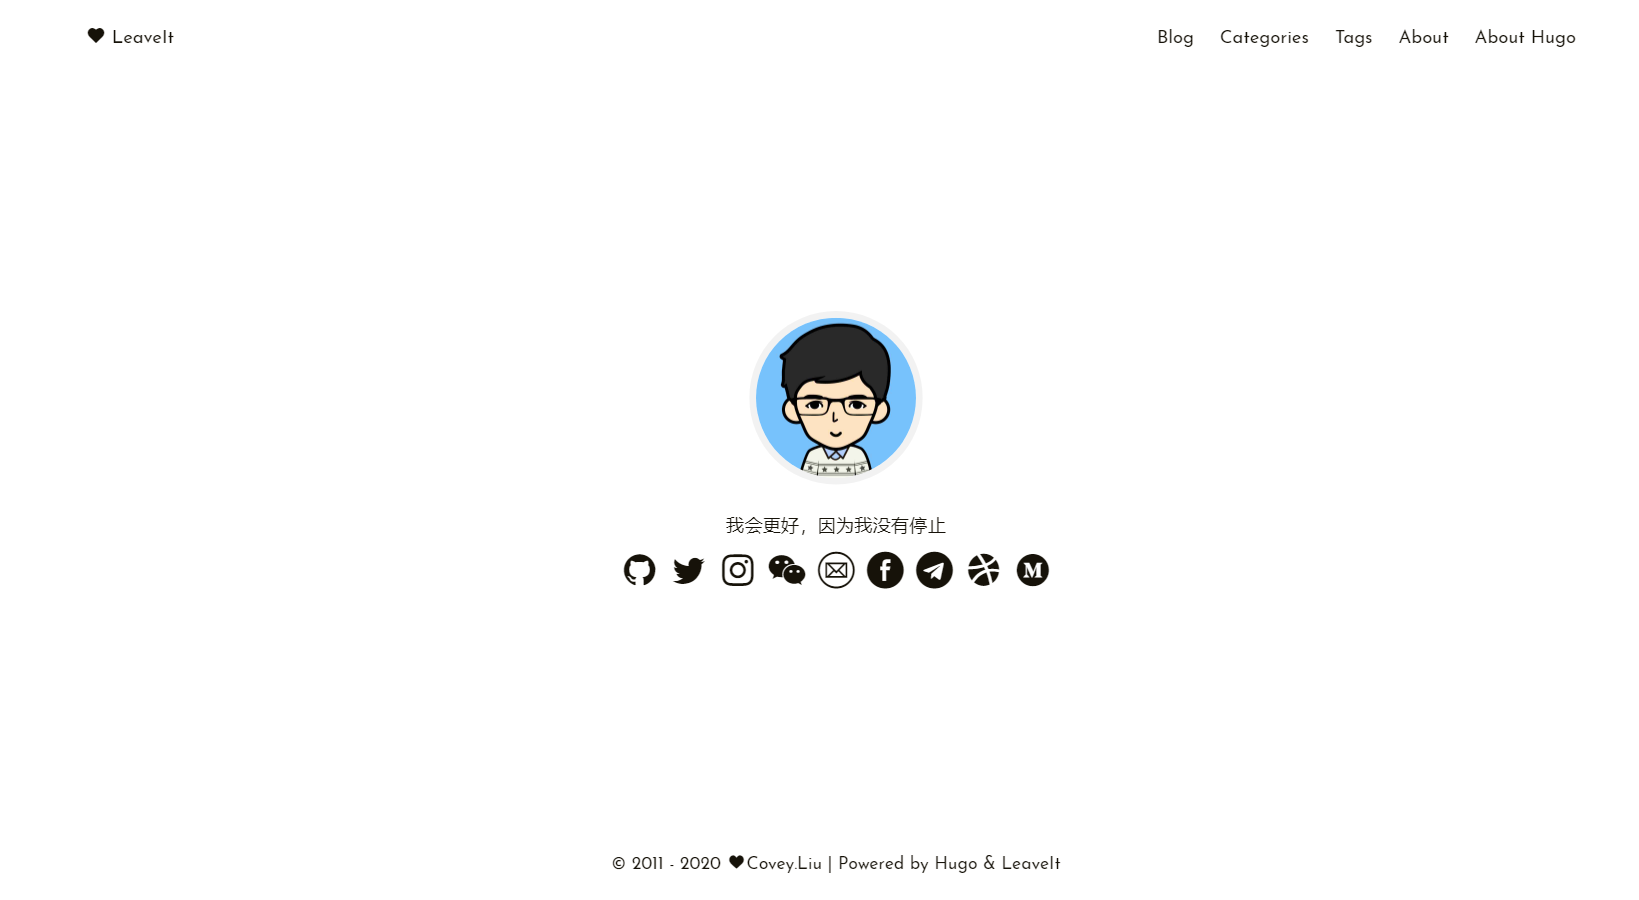 LeaveIt
Blog Categories Tags About About Hugo
我会更好，因为我没有停止
© 2011 - 2020 ♥Covey.Liu | Powered by Hugo & LeaveIt